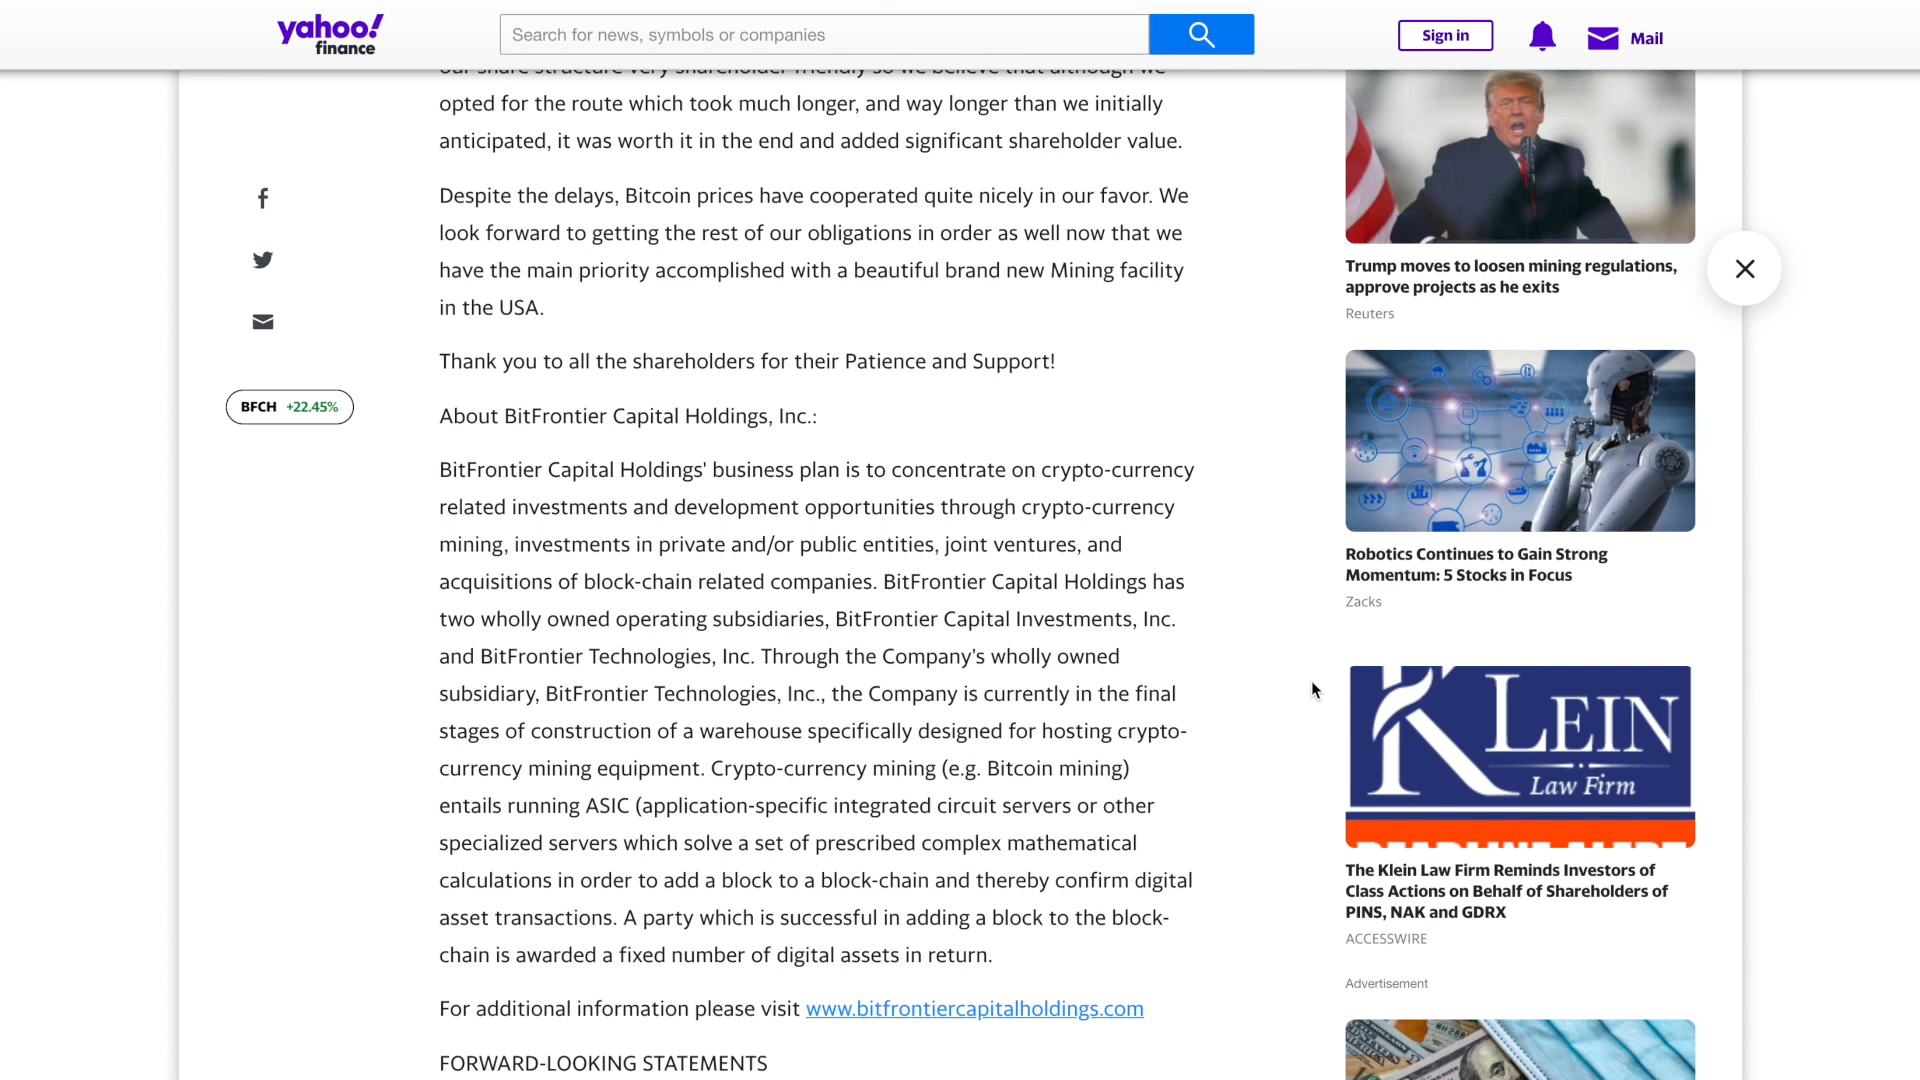 yahoo!
finance
Search for news, symbols or companies
Sign in
Mail
our share structure very shareholder friendly so we believe that although we
opted for the route which took much longer, and way longer than we initially
anticipated, it was worth it in the end and added significant shareholder value.
Despite the delays, Bitcoin prices have cooperated quite nicely in our favor. We
look forward to getting the rest of our obligations in order as well now that we
have the main priority accomplished with a beautiful brand new Mining facility
in the USA.
Thank you to all the shareholders for their Patience and Support!
BFCH +22.45%
About BitFrontier Capital Holdings, Inc.:
BitFrontier Capital Holdings' business plan is to concentrate on crypto-currency
related investments and development opportunities through crypto-currency
mining, investments in private and/or public entities, joint ventures, and
acquisitions of block-chain related companies. BitFrontier Capital Holdings has
two wholly owned operating subsidiaries, BitFrontier Capital Investments, Inc.
and BitFrontier Technologies, Inc. Through the Company's wholly owned
subsidiary, BitFrontier Technologies, Inc., the Company is currently in the final
stages of construction of a warehouse specifically designed for hosting crypto-
currency mining equipment. Crypto-currency mining (e.g. Bitcoin mining)
entails running ASIC (application-specific integrated circuit servers or other
specialized servers which solve a set of prescribed complex mathematical
calculations in order to add a block to a block-chain and thereby confirm digital
asset transactions. A party which is successful in adding a block to the block-
chain is awarded a fixed number of digital assets in return.
For additional information please visit www.bitfrontiercapitalholdings.com
FORWARD-LOOKING STATEMENTS
Trump moves to loosen mining regulations,
approve projects as he exits
Reuters
Robotics Continues to Gain Strong
Momentum: 5 Stocks in Focus
Zacks
KLEIN
Law Firm
The Klein Law Firm Reminds Investors of
Class Actions on Behalf of Shareholders of
PINS, NAK and GDRX
ACCESSWIRE
Advertisement